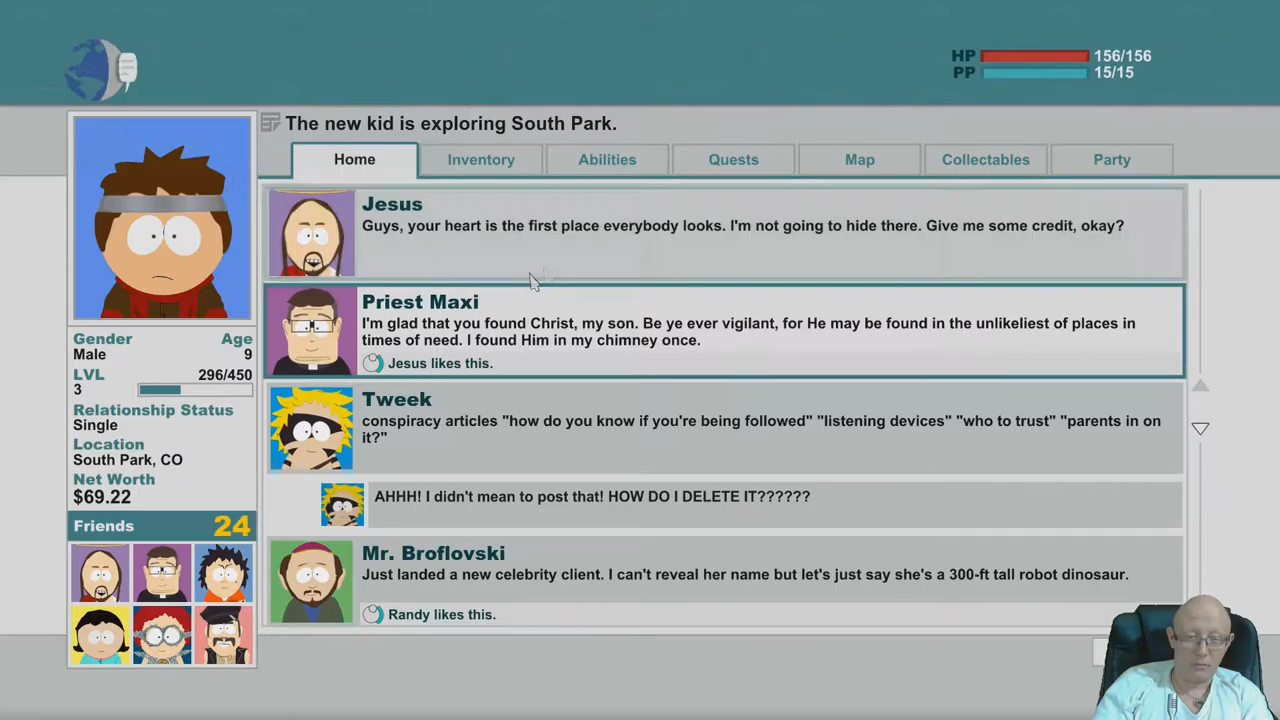 HP 156/156
PP 15/15
The new kid is exploring South Park.
Home Inventory Abilities Quests Map Collectables Party
Jesus
Guys, your heart is the first place everybody looks. I'm not going to hide there. Give me some credit, okay?
Priest Maxi
I'm glad that you found Christ, my son. Be ye ever vigilant, for He may be found in the unlikeliest of places in
times of need. I found Him in my chimney once.
Jesus likes this.
Tweek
conspiracy articles "how do you know if you're being followed" "listening devices" "who to trust" "parents in on
it?"
AHHH! I didn't mean to post that! HOW DO I DELETE IT??????
Mr. Broflovski
Just landed a new celebrity client. I can't reveal her name but let's just say she's a 300-ft tall robot dinosaur.
Randy likes this.
Gender Age
Male 9
LVL 296/450
3
Relationship Status
Single
Location
South Park, CO
Net Worth
$69.22
Friends 24